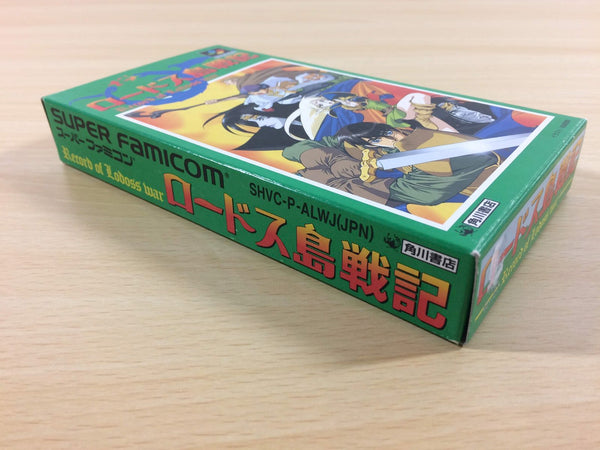 ロードス島戦記
SUPER FAMICOM
スーパーファミコン
SHVC-P-ALWJ(JPN)
Record of Lodoss war
ロードス島戦記
角川書店
ロードス島戦記
角川書店